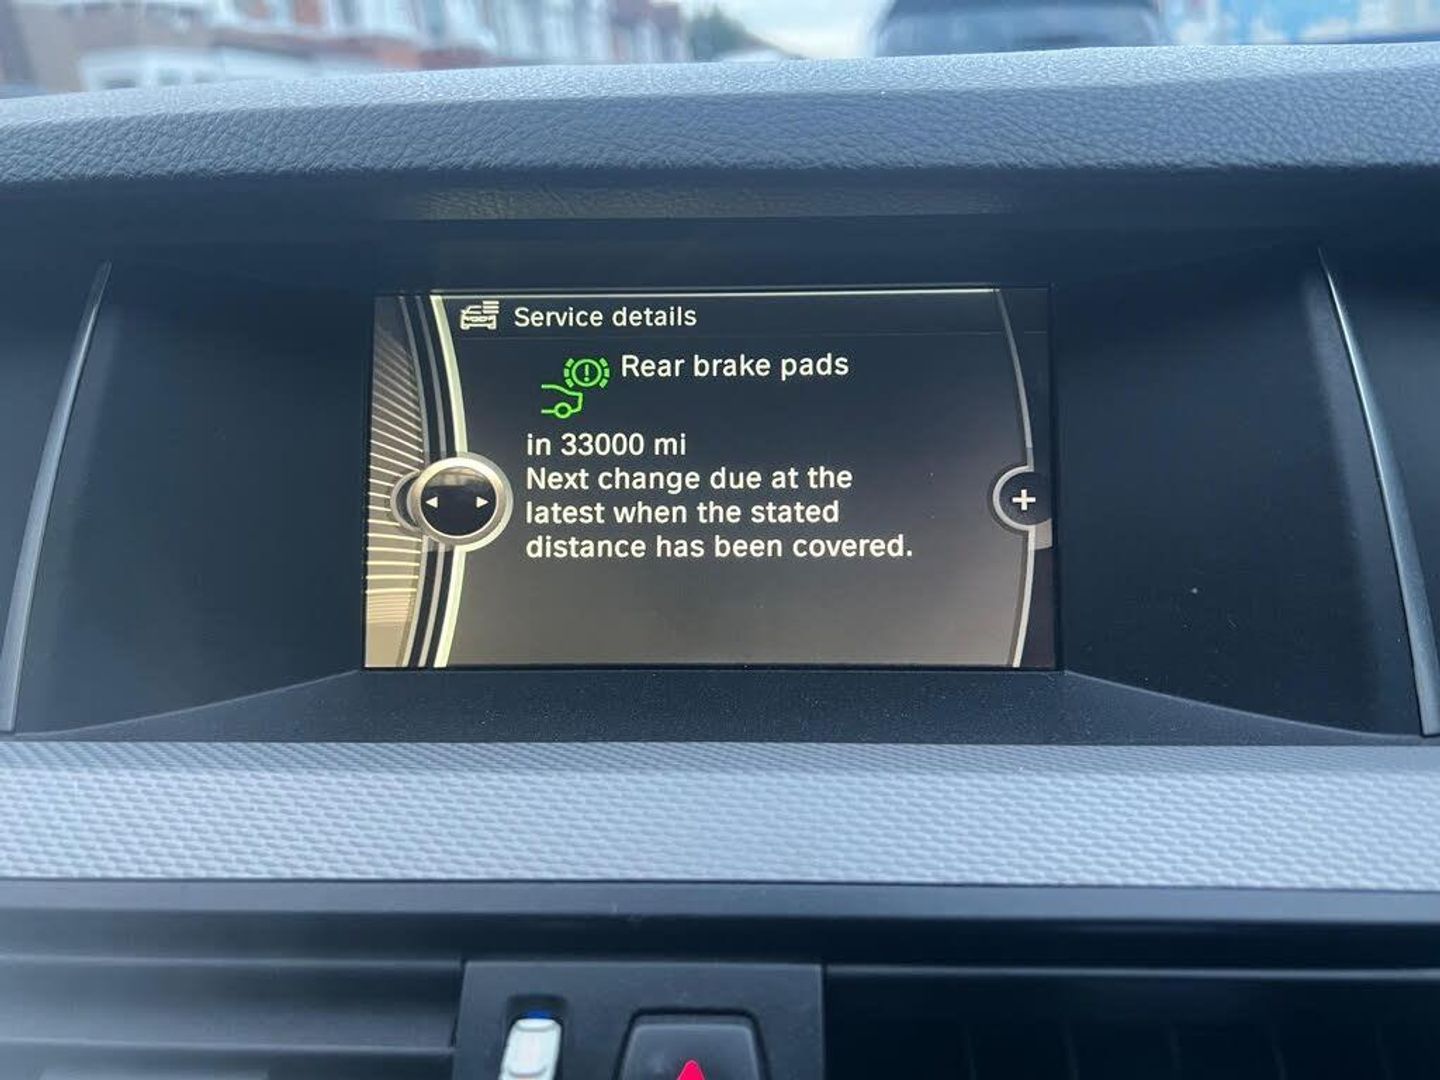 Service details
Rear brake pads
in 33000 mi
Next change due at the
latest when the stated
distance has been covered.